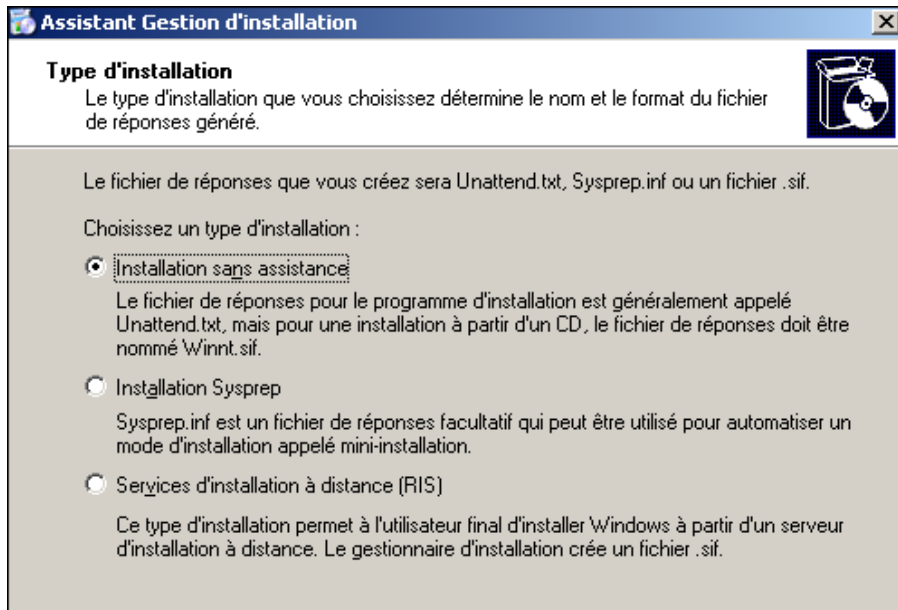 Assistant Gestion d'installation
Type d'installation
Le type d'installation que vous choisissez détermine le nom et le format du fichier
de réponses généré.
Le fichier de réponses que vous créez sera Unattend.txt, Sysprep.inf ou un fichier .sif.
Choisissez un type d'installation :
Installation sans assistance
Le fichier de réponses pour le programme d'installation est généralement appelé
Unattend.txt, mais pour une installation à partir d'un CD, le fichier de réponses doit être
nommé Winnt.sif.
Installation Sysprep
Sysprep.inf est un fichier de réponses facultatif qui peut être utilisé pour automatiser un
mode d'installation appelé mini-installation.
Services d'installation à distance (RIS)
Ce type d'installation permet à l'utilisateur final d'installer Windows à partir d'un serveur
d'installation à distance. Le gestionnaire d'installation crée un fichier .sif.